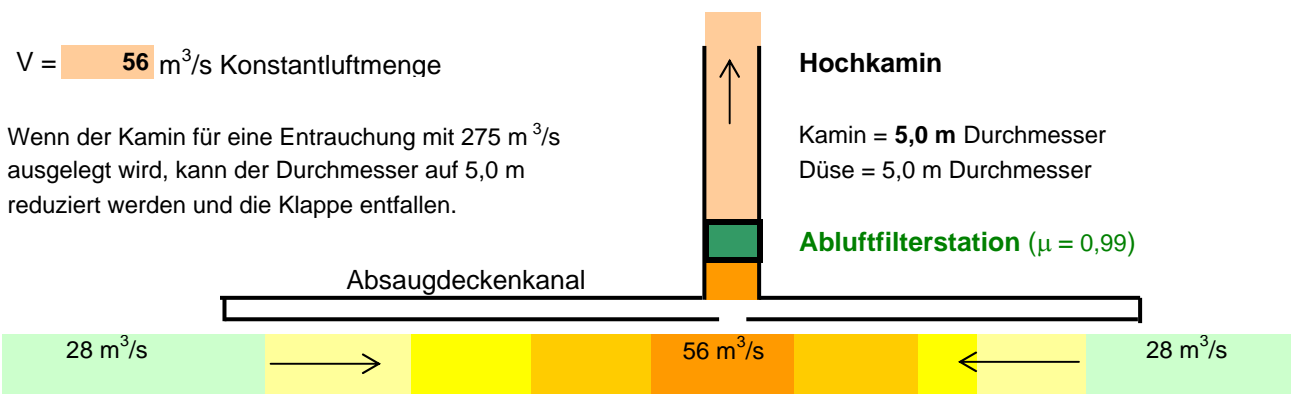 V = 56 m³/s Konstantluftmenge
Wenn der Kamin für eine Entrauchung mit 275 m³/s
ausgelegt wird, kann der Durchmesser auf 5,0 m
reduziert werden und die Klappe entfallen.
Hochkamin
Kamin = 5,0 m Durchmesser
Düse = 5,0 m Durchmesser
Abluftfilterstation (μ = 0,99)
Absaugdeckenkanal
28 m³/s
56 m³/s
28 m³/s